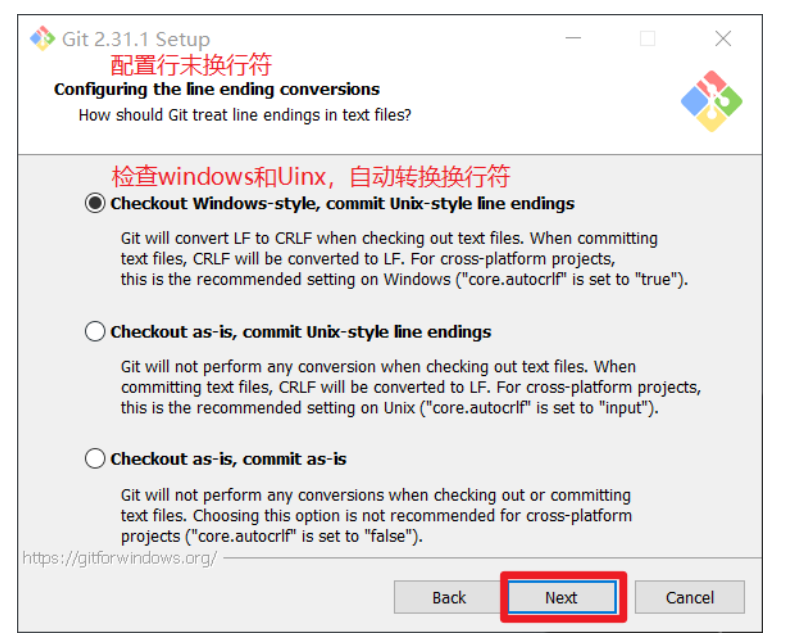 Git 2.31.1 Setup
配置行末换行符
Configuring the line ending conversions
How should Git treat line endings in text files?
检查windows和Uinx，自动转换换行符
Checkout Windows-style, commit Unix-style line endings
Git will convert LF to CRLF when checking out text files. When committing
text files, CRLF will be converted to LF. For cross-platform projects,
this is the recommended setting on Windows ("core.autocrlf" is set to "true").
Checkout as-is, commit Unix-style line endings
Git will not perform any conversion when checking out text files. When
committing text files, CRLF will be converted to LF. For cross-platform projects,
this is the recommended setting on Unix ("core.autocrlf" is set to "input").
Checkout as-is, commit as-is
Git will not perform any conversions when checking out or committing
text files. Choosing this option is not recommended for cross-platform
projects ("core.autocrlf" is set to "false").
https://gitforwindows.org/
Back
Next
Cancel